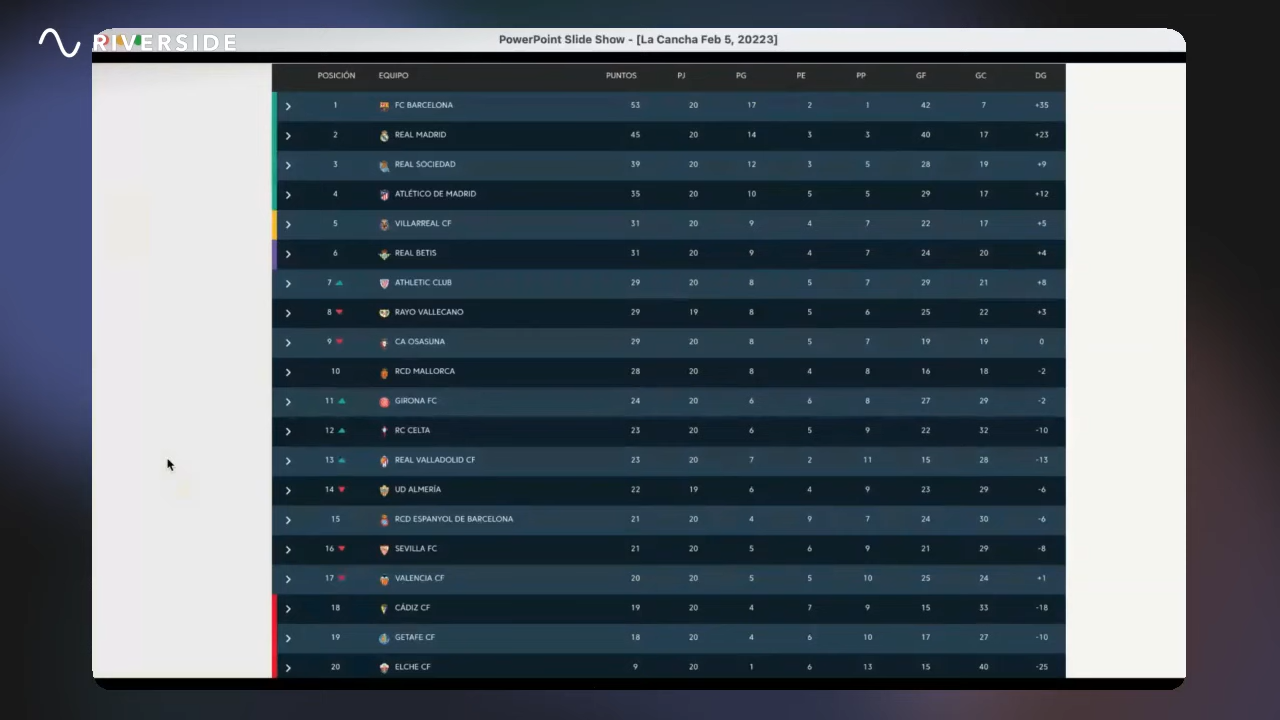 RIVERSIDE
PowerPoint Slide Show - [La Cancha Feb 5, 20223]
POSICIÓN EQUIPO PUNTOS PJ PG PE PP GF GC DG
1 FC BARCELONA 53 20 17 2 1 42 7 +35
2 REAL MADRID 45 20 14 3 3 40 17 +23
3 REAL SOCIEDAD 39 20 12 3 5 28 19 +9
4 ATLÉTICO DE MADRID 35 20 10 5 5 29 17 +12
5 VILLARREAL CF 31 20 9 4 7 22 17 +5
6 REAL BETIS 31 20 9 4 7 24 20 +4
7 ATHLETIC CLUB 29 20 8 5 7 29 21 +8
8 RAYO VALLECANO 29 19 8 5 6 25 22 +3
9 CA OSASUNA 29 20 8 5 7 19 19 0
10 RCD MALLORCA 28 20 8 4 8 16 18 -2
11 GIRONA FC 24 20 6 6 8 27 29 -2
12 RC CELTA 23 20 6 5 9 22 32 -10
13 REAL VALLADOLID CF 23 20 7 2 11 15 28 -13
14 UD ALMERÍA 22 19 6 4 9 23 29 -6
15 RCD ESPANYOL DE BARCELONA 21 20 4 9 7 24 30 -6
16 SEVILLA FC 21 20 5 6 9 21 29 -8
17 VALENCIA CF 20 20 5 5 10 25 24 +1
18 CÁDIZ CF 19 20 4 7 9 15 33 -18
19 GETAFE CF 18 20 4 6 10 17 27 -10
20 ELCHE CF 9 20 1 6 13 15 40 -25